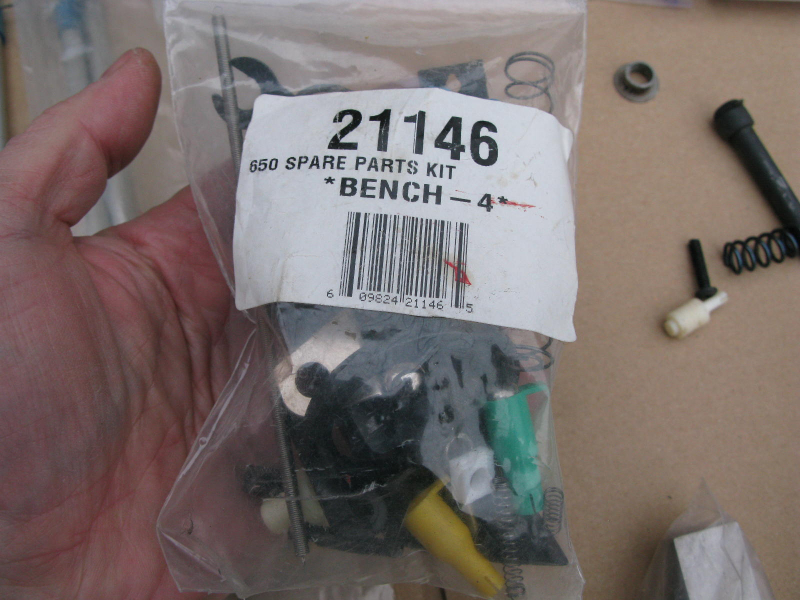 21146
650 SPARE PARTS KIT
*BENCH – 4*
6 09824 21146 5